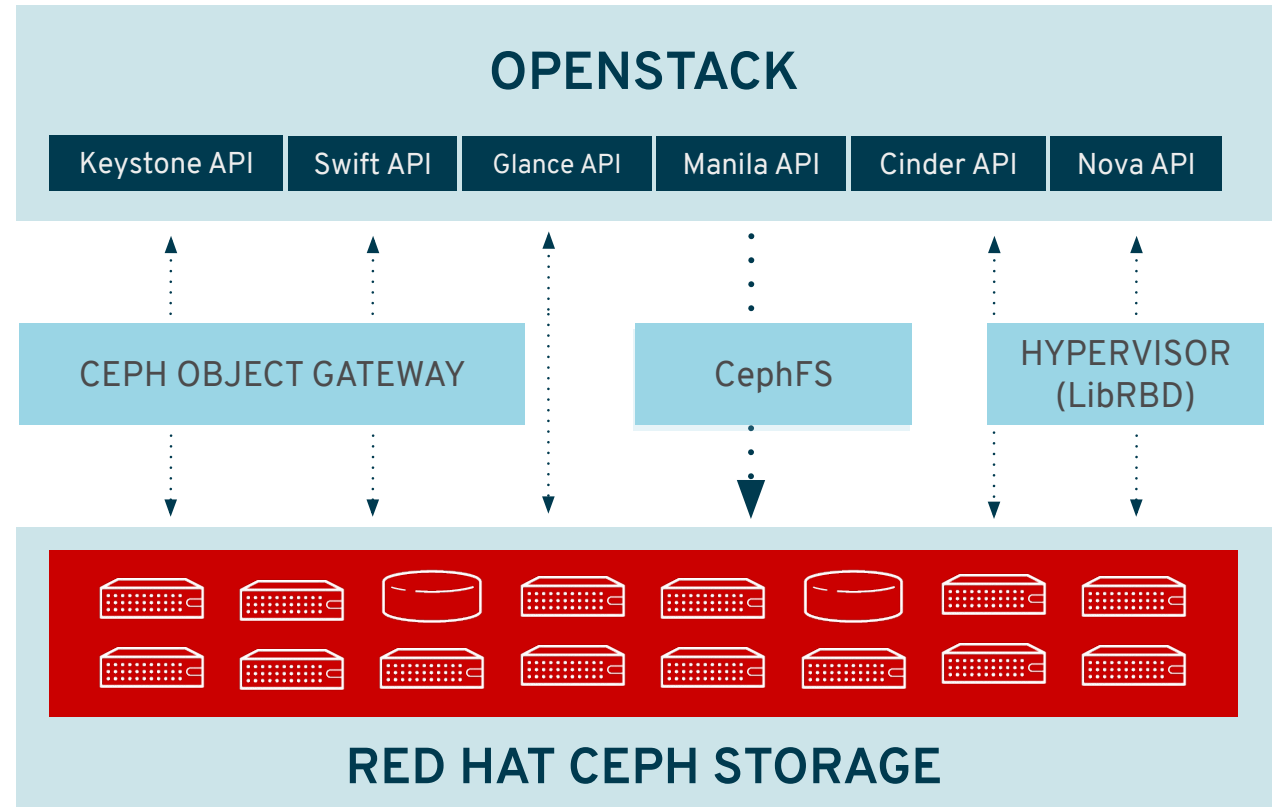 OPENSTACK
Keystone API
Swift API
Glance API
Manila API
Cinder API
Nova API
CEPH OBJECT GATEWAY
CephFS
HYPERVISOR
(LibRBD)
RED HAT CEPH STORAGE